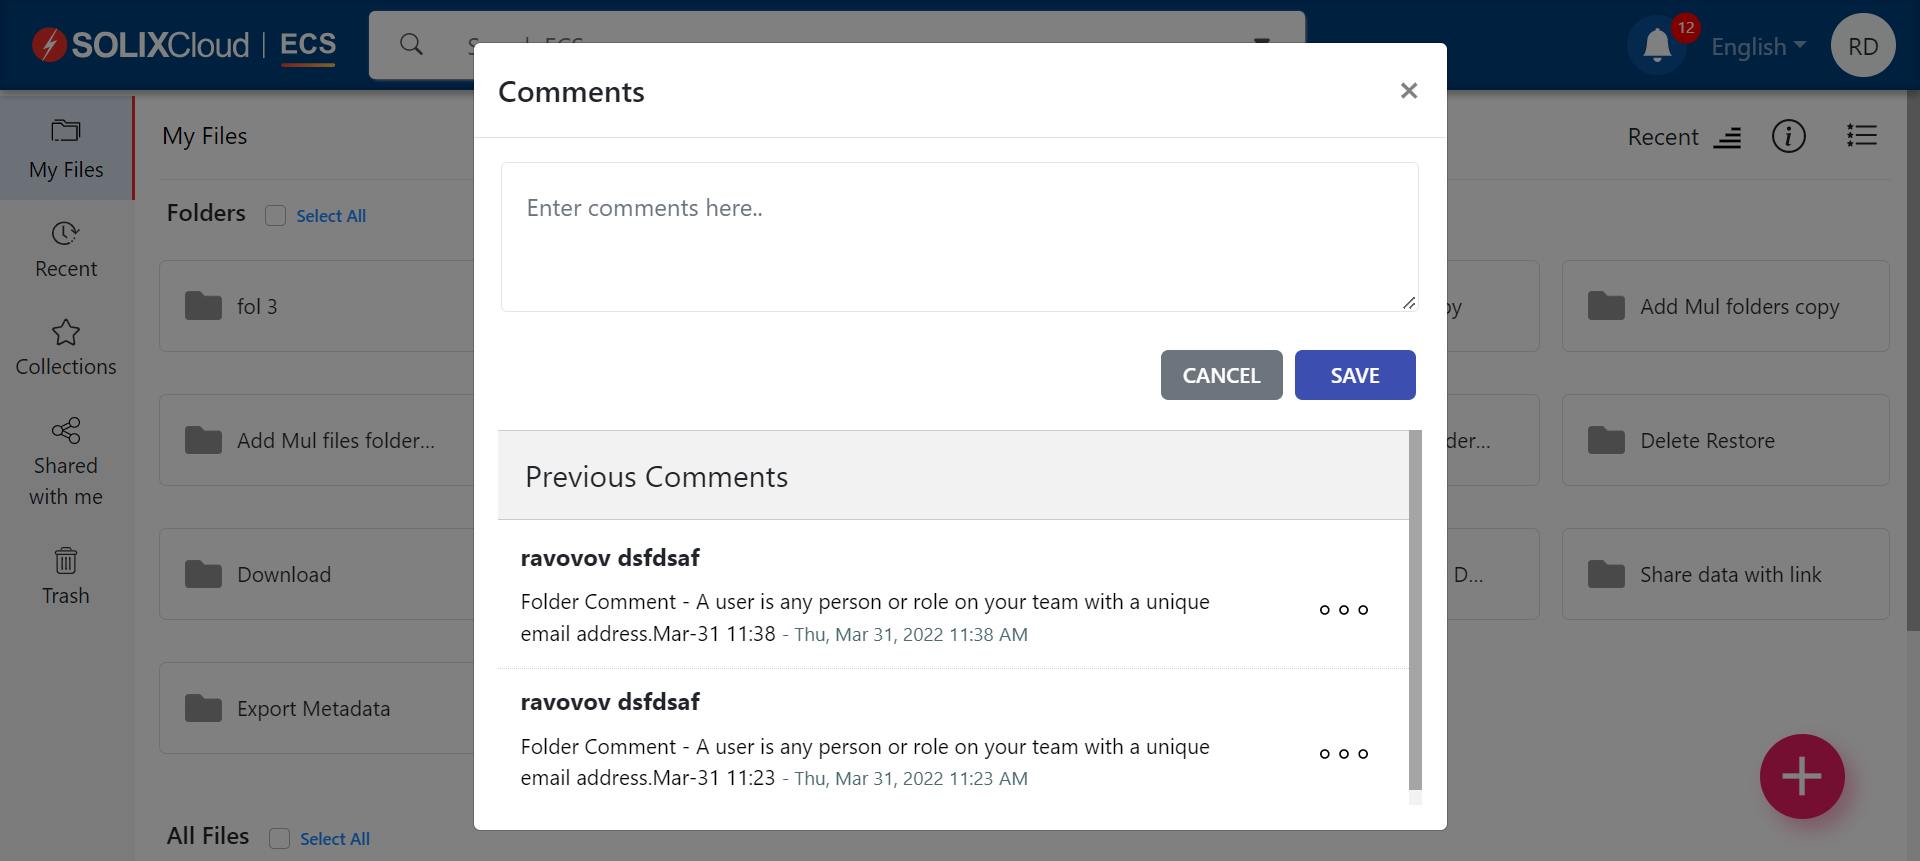 SOLIXCloud | ECS
12
English
RD
Comments
×
My Files
My Files
Recent
Enter comments here..
Folders
Select All
Recent
fol 3
Add Mul folders copy
Collections
CANCEL
SAVE
Add Mul files folder...
Delete Restore
Shared
with me
Previous Comments
ravovov dsfdsaf
Folder Comment - A user is any person or role on your team with a unique
email address.Mar-31 11:38 - Thu, Mar 31, 2022 11:38 AM
Download
D...
Share data with link
Trash
ravovov dsfdsaf
Folder Comment - A user is any person or role on your team with a unique
email address.Mar-31 11:23 - Thu, Mar 31, 2022 11:23 AM
Export Metadata
All Files
Select All